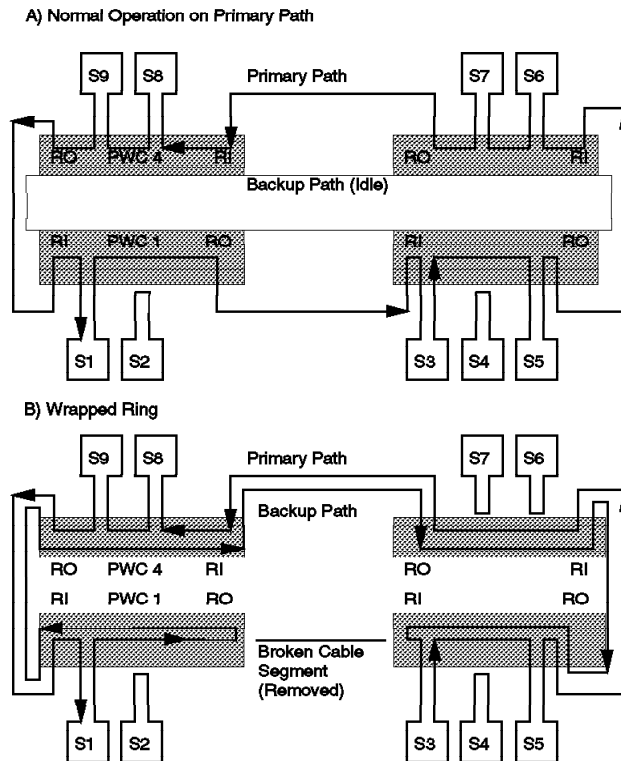 A) Normal Operation on Primary Path
S9 S8 Primary Path S7 S6
RO PWC 4 RI RO RI
Backup Path (Idle)
RI PWC 1 RO RI RO
S1 S2 S3 S4 S5
B) Wrapped Ring
S9 S8 Primary Path S7 S6
Backup Path
RO PWC 4 RI RO RI
RI PWC 1 RO RI RO
Broken Cable
Segment
(Removed)
S1 S2 S3 S4 S5